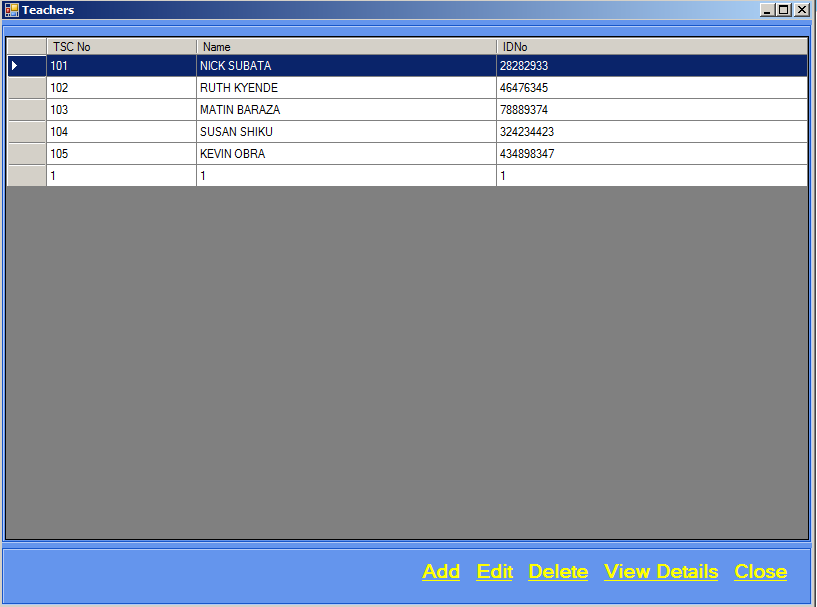 Teachers
TSC No Name IDNo
101 NICK SUBATA 28282933
102 RUTH KYENDE 46476345
103 MATIN BARAZA 78889374
104 SUSAN SHIKU 324234423
105 KEVIN OBRA 434898347
1 1 1
Add Edit Delete View Details Close